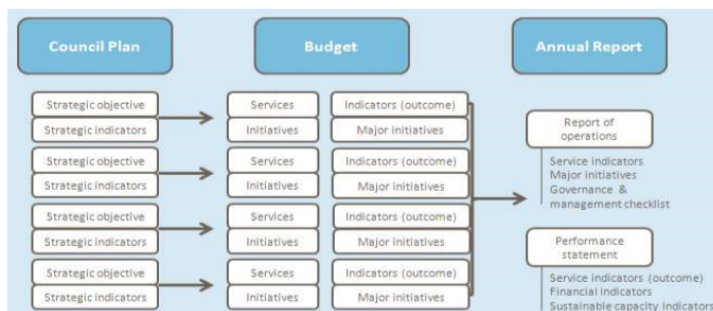 Council Plan
Budget
Annual Report
Strategic objective
Strategic indicators
Services
Initiatives
Indicators (outcome)
Major initiatives
Strategic objective
Strategic indicators
Services
Initiatives
Indicators (outcome)
Major initiatives
Strategic objective
Strategic indicators
Services
Initiatives
Indicators (outcome)
Major initiatives
Strategic objective
Strategic indicators
Services
Initiatives
Indicators (outcome)
Major initiatives
Report of
operations
Service indicators
Major initiatives
Governance &
management checklist
Performance
statement
Service indicators (outcome)
Financial indicators
Sustainable capacity indicators